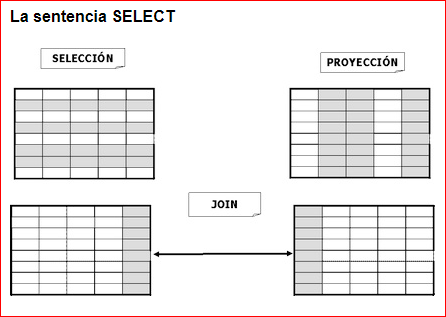 La sentencia SELECT
SELECCIÓN
PROYECCIÓN
JOIN